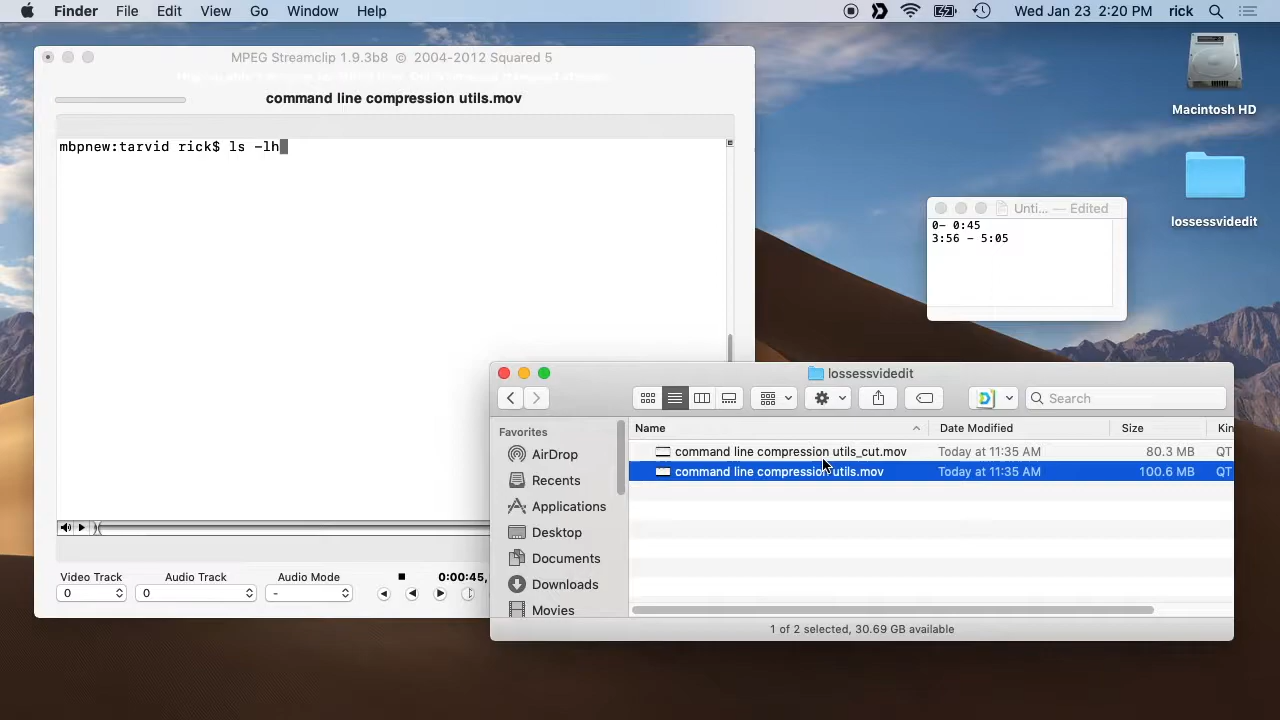 Finder File Edit View Go Window Help Wed Jan 23 2:20 PM rick
MPEG Streamclip 1.9.3b8 © 2004-2012 Squared 5
command line compression utils.mov
mbpnew:tarvid rick$ ls -lh
Macintosh HD
lossessvidedit
Unti... — Edited
0- 0:45
3:56 - 5:05
lossessvidedit
Search
Favorites
AirDrop
Recents
Applications
Desktop
Documents
Downloads
Movies
Name Date Modified Size Kin
command line compression utils_cut.mov Today at 11:35 AM 80.3 MB QT
command line compression utils.mov Today at 11:35 AM 100.6 MB QT
1 of 2 selected, 30.69 GB available
Video Track Audio Track Audio Mode 0:00:45,
0 0 -